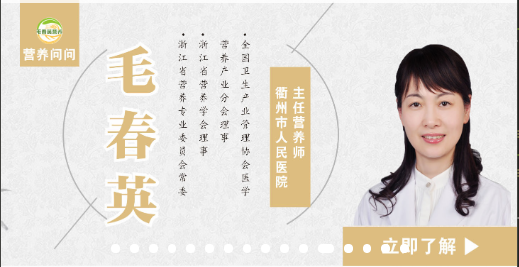 营养问问
毛春英
全国卫生产业管理协会医学
营养产业分会理事
浙江省营养学会理事
浙江省营养专业委员会常委
主任营养师
衢州市人民医院
立即了解